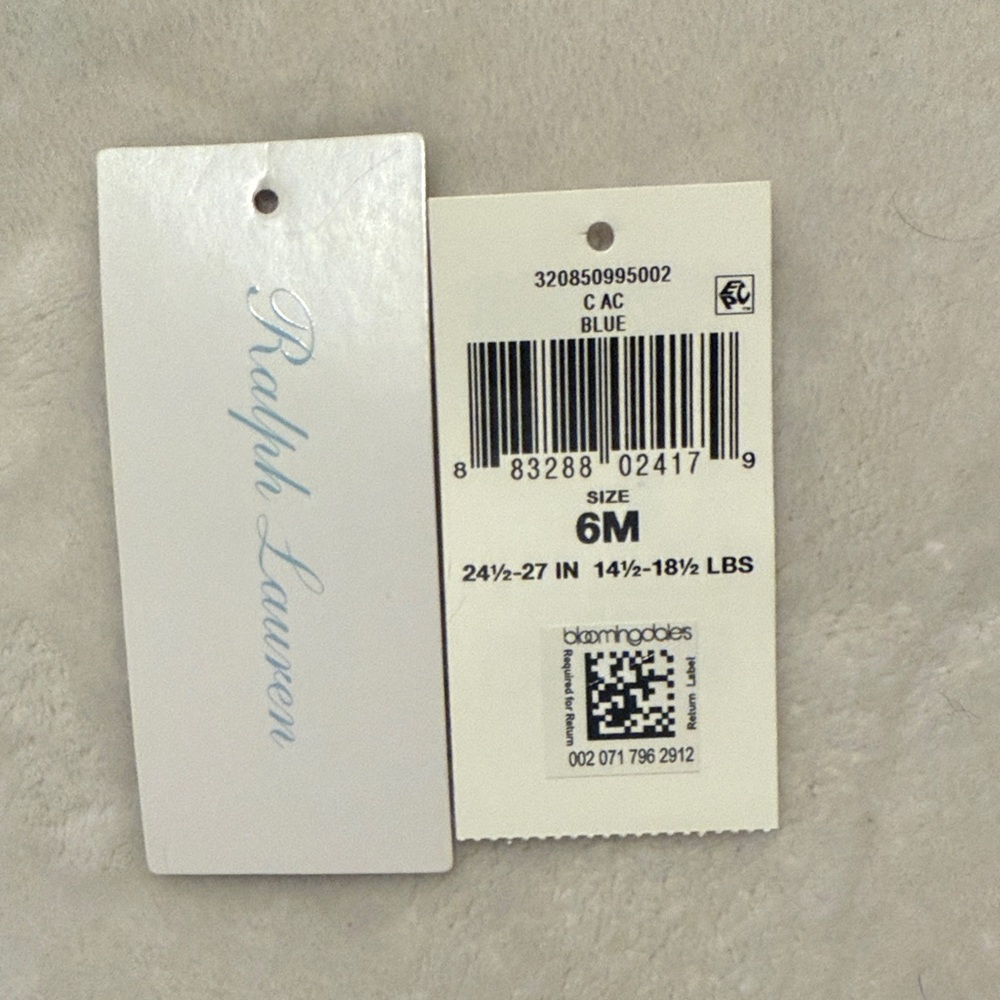 Ralph Lauren
320850995002
C AC
BLUE
EPC
8 83288 02417 9
SIZE
6M
24½-27 IN 14½-18½ LBS
bloomingdales
Required for Return
Return Label
002 071 796 2912